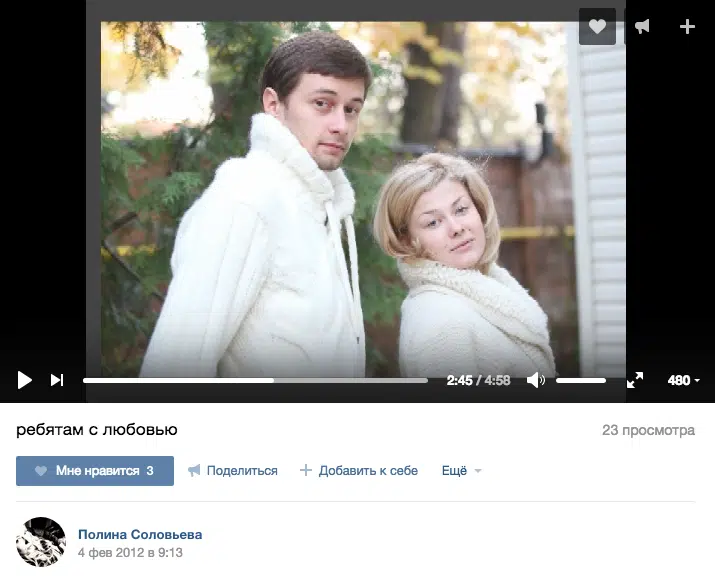 2:45 / 4:58
480
ребятам с любовью
23 просмотра
Мне нравится 3
Поделиться
Добавить к себе
Ещё
Полина Соловьева
4 фев 2012 в 9:13